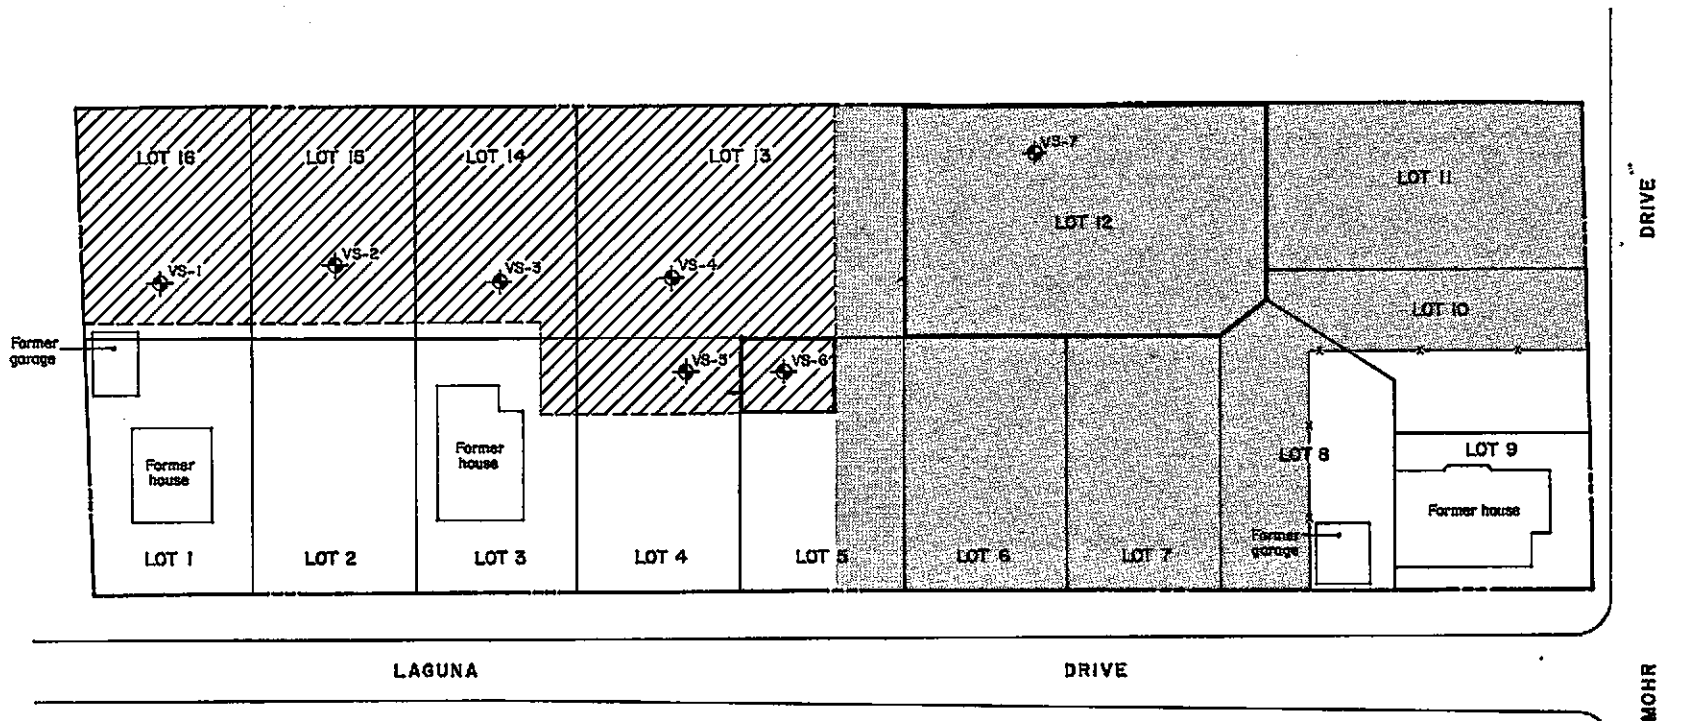 LOT 16
LOT 15
LOT 14
LOT 13
VS-7
LOT 11
LOT 12
DRIVE
VS-1
VS-2
VS-3
VS-4
LOT 10
Former
garage
VS-5
VS-6
Former
house
Former
house
LOT 8
LOT 9
Former house
Former
garage
LOT 1
LOT 2
LOT 3
LOT 4
LOT 5
LOT 6
LOT 7
LAGUNA
DRIVE
MOHR